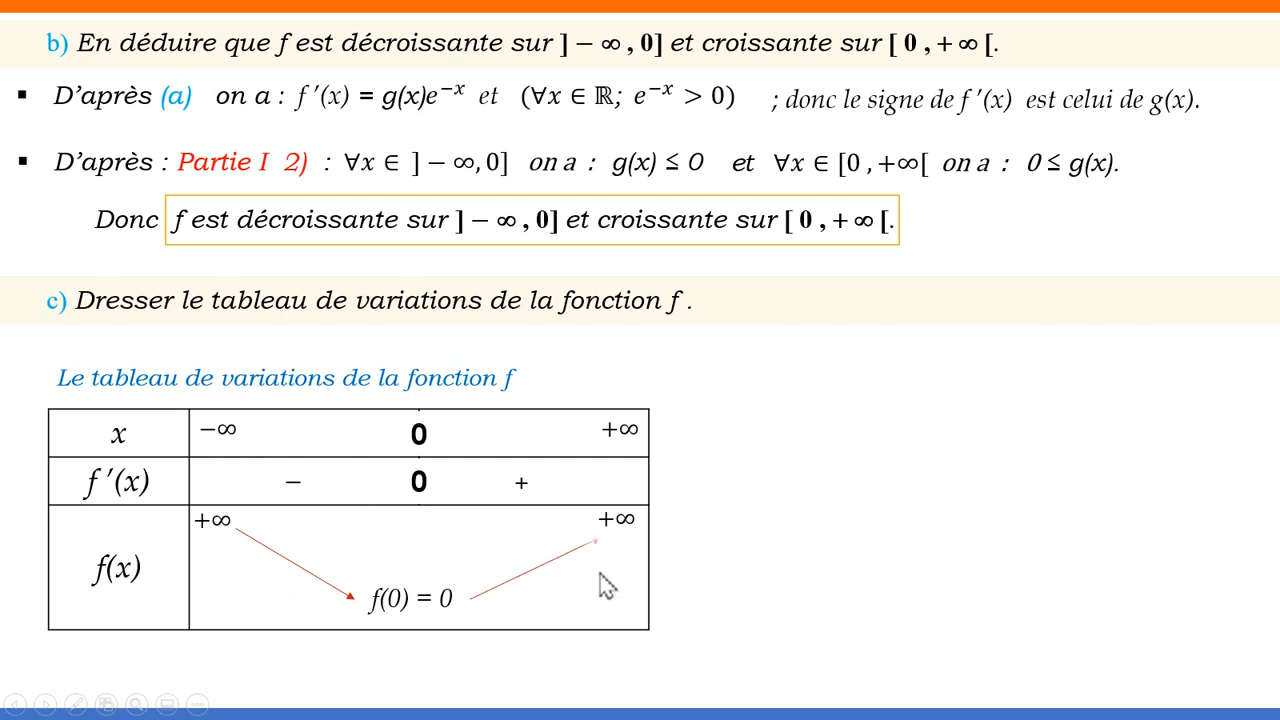 b) En déduire que f est décroissante sur ] − ∞ , 0] et croissante sur [ 0 , + ∞ [.
▪ D’après (a) on a : f ′(x) = g(x)e⁻ˣ et (∀x ∈ ℝ; e⁻ˣ > 0) ; donc le signe de f ′(x) est celui de g(x).
▪ D’après : Partie I 2) : ∀x ∈ ] − ∞, 0] on a : g(x) ≤ 0 et ∀x ∈ [0 , +∞[ on a : 0 ≤ g(x).
Donc f est décroissante sur ] − ∞ , 0] et croissante sur [ 0 , + ∞ [.
c) Dresser le tableau de variations de la fonction f .
Le tableau de variations de la fonction f
x −∞ 0 +∞
f ′(x) − 0 +
+∞ +∞
f(x)
f(0) = 0